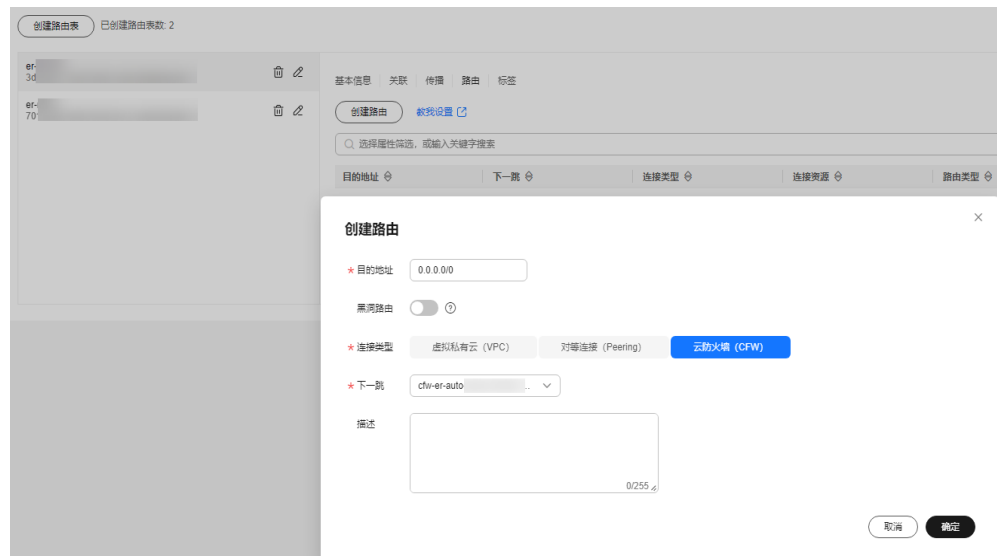 创建路由表 已创建路由表数: 2
er-
3d
er-
70
基本信息 关联 传播 路由 标签
创建路由 教我设置
选择属性筛选，或输入关键字搜索
目的地址 下一跳 连接类型 连接资源 路由类型
创建路由
* 目的地址 0.0.0.0/0
黑洞路由
* 连接类型 虚拟私有云（VPC） 对等连接（Peering） 云防火墙（CFW）
* 下一跳 cfw-er-auto ..
描述
0/255
取消 确定